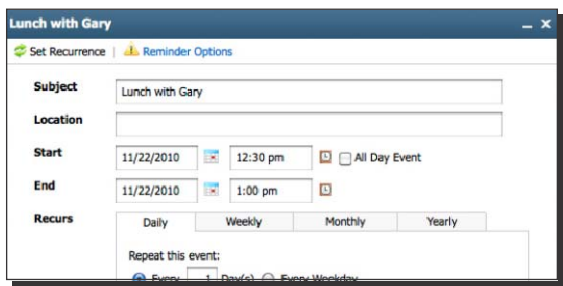 Lunch with Gary
Set Recurrence | Reminder Options
Subject Lunch with Gary
Location
Start 11/22/2010 12:30 pm All Day Event
End 11/22/2010 1:00 pm
Recurs Daily Weekly Monthly Yearly
Repeat this event:
Every 1 Day(s) Every Weekday